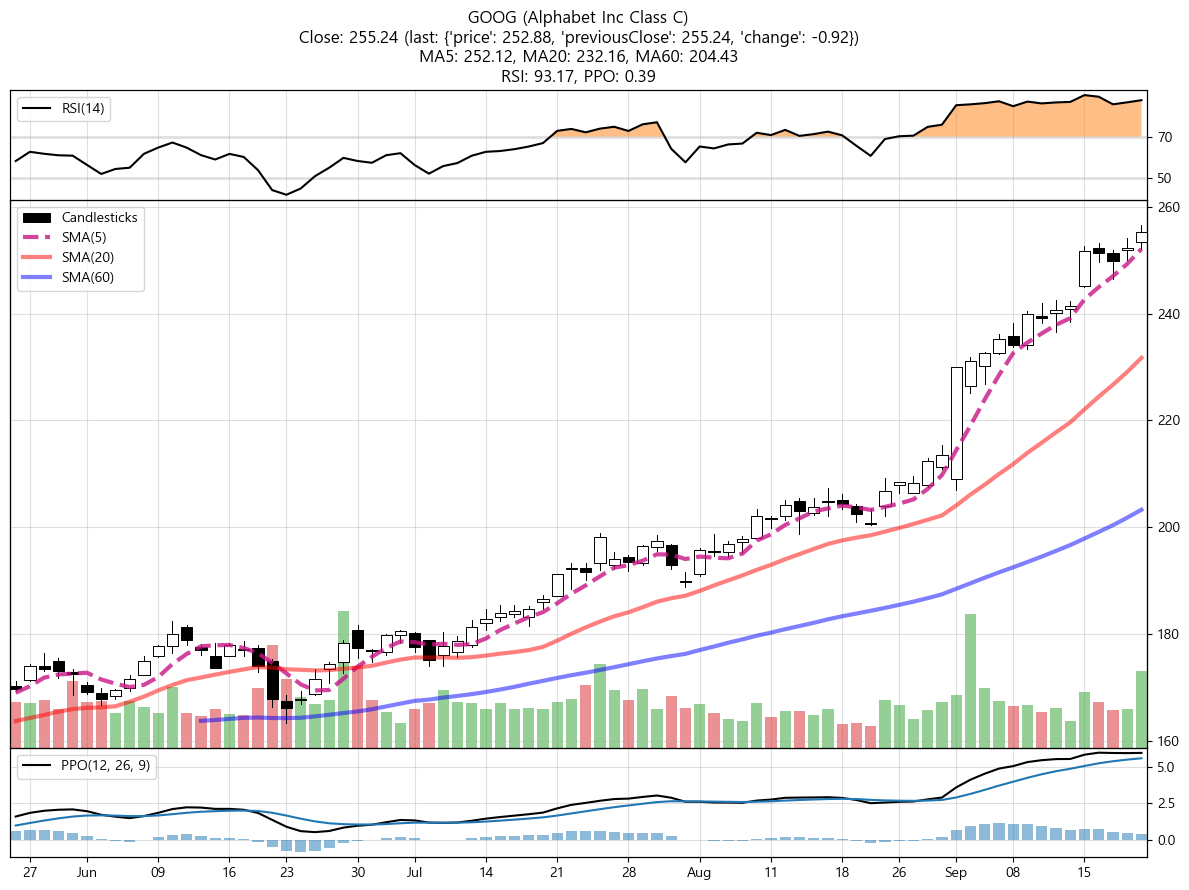 GOOG (Alphabet Inc Class C)
Close: 255.24 (last: {'price': 252.88, 'previousClose': 255.24, 'change': -0.92})
MA5: 252.12, MA20: 232.16, MA60: 204.43
RSI: 93.17, PPO: 0.39
RSI(14)
70
50
Candlesticks
SMA(5)
SMA(20)
SMA(60)
260
240
220
200
180
160
PPO(12, 26, 9)
5.0
2.5
0.0
27 Jun 09 16 23 30 Jul 14 21 28 Aug 11 18 26 Sep 08 15